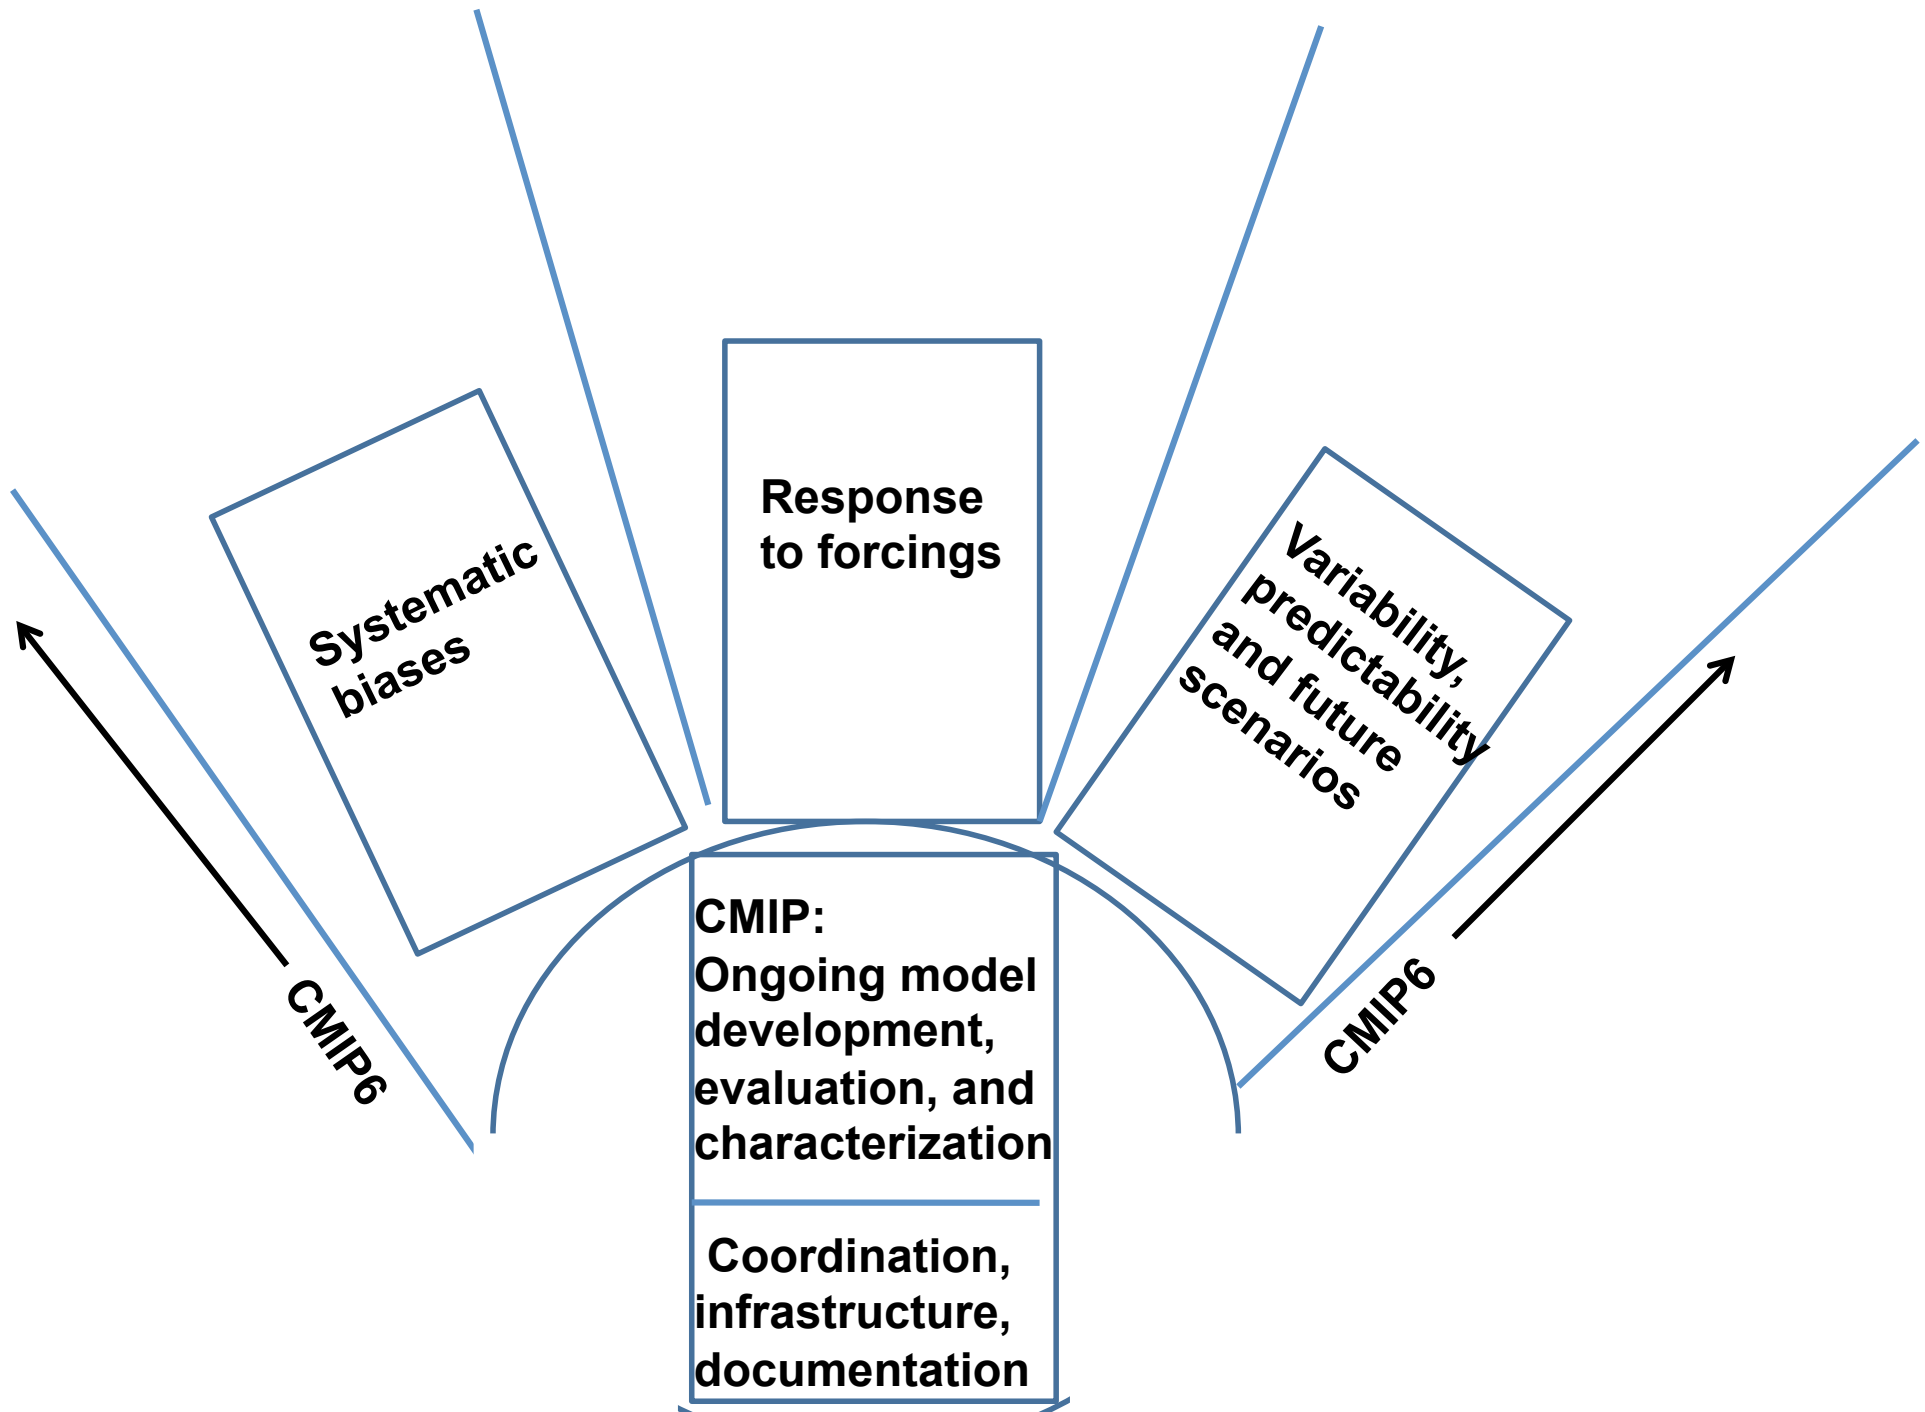 Systematic
biases
Response
to forcings
Variability,
predictability
and future
scenarios
CMIP6
CMIP6
CMIP:
Ongoing model
development,
evaluation, and
characterization
Coordination,
infrastructure,
documentation